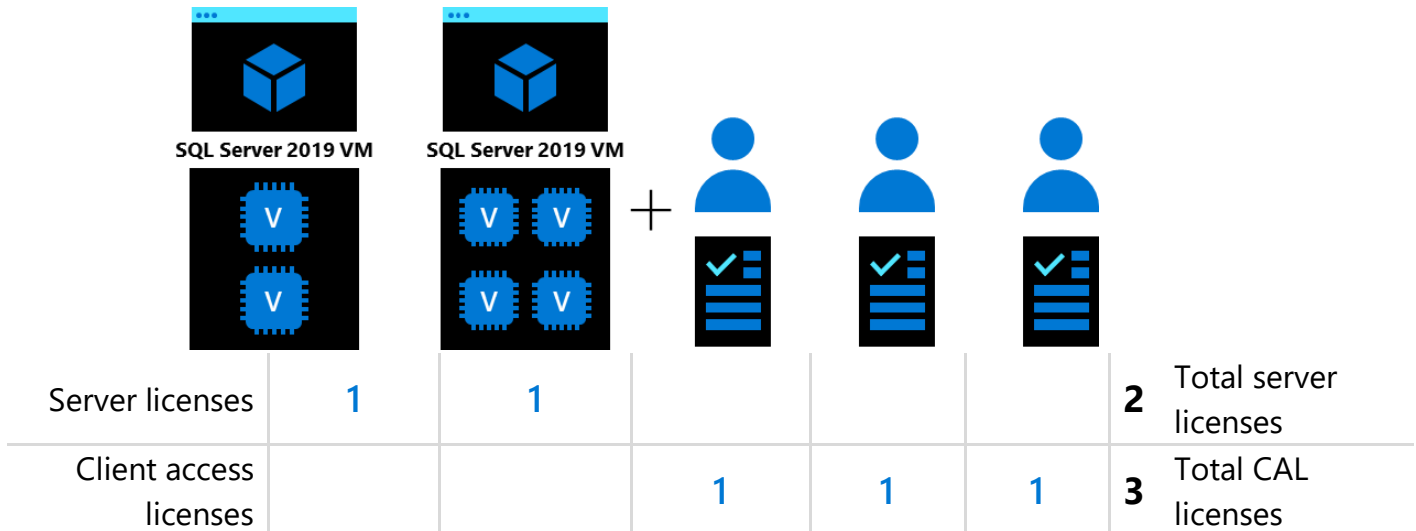 SQL Server 2019 VM
SQL Server 2019 VM
V
V
V V
V V
Server licenses 1 1 2 Total server
licenses
Client access
licenses 1 1 1 3 Total CAL
licenses